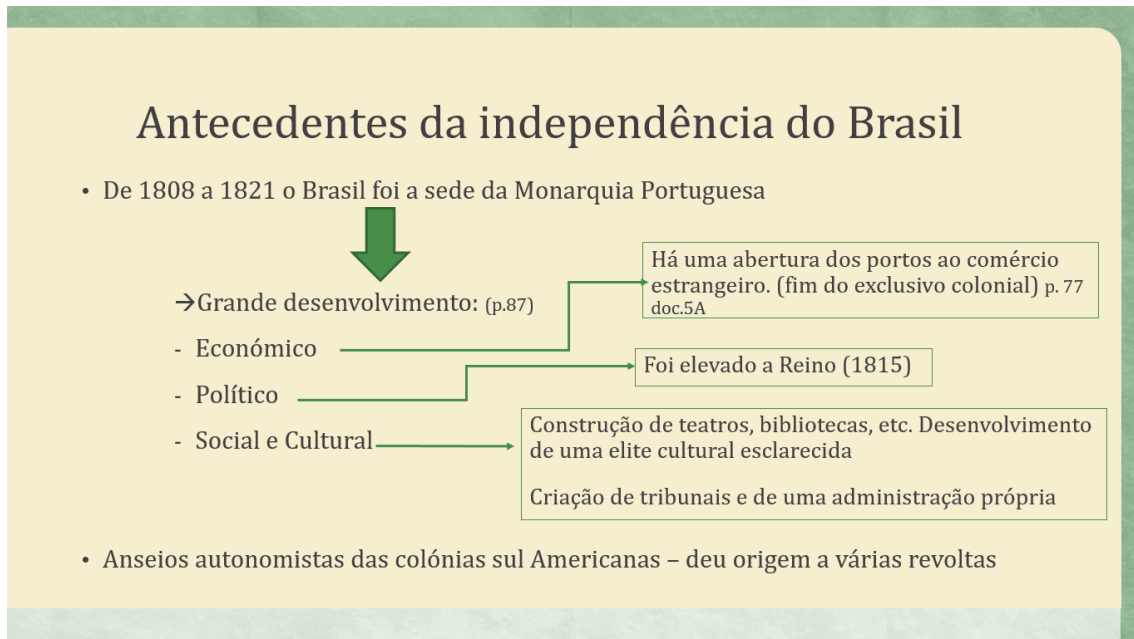 Antecedentes da independência do Brasil
• De 1808 a 1821 o Brasil foi a sede da Monarquia Portuguesa
→Grande desenvolvimento: (p.87)
- Económico
Há uma abertura dos portos ao comércio
estrangeiro. (fim do exclusivo colonial) p. 77
doc.5A
- Político
Foi elevado a Reino (1815)
- Social e Cultural
Construção de teatros, bibliotecas, etc. Desenvolvimento
de uma elite cultural esclarecida
Criação de tribunais e de uma administração própria
• Anseios autonomistas das colónias sul Americanas – deu origem a várias revoltas